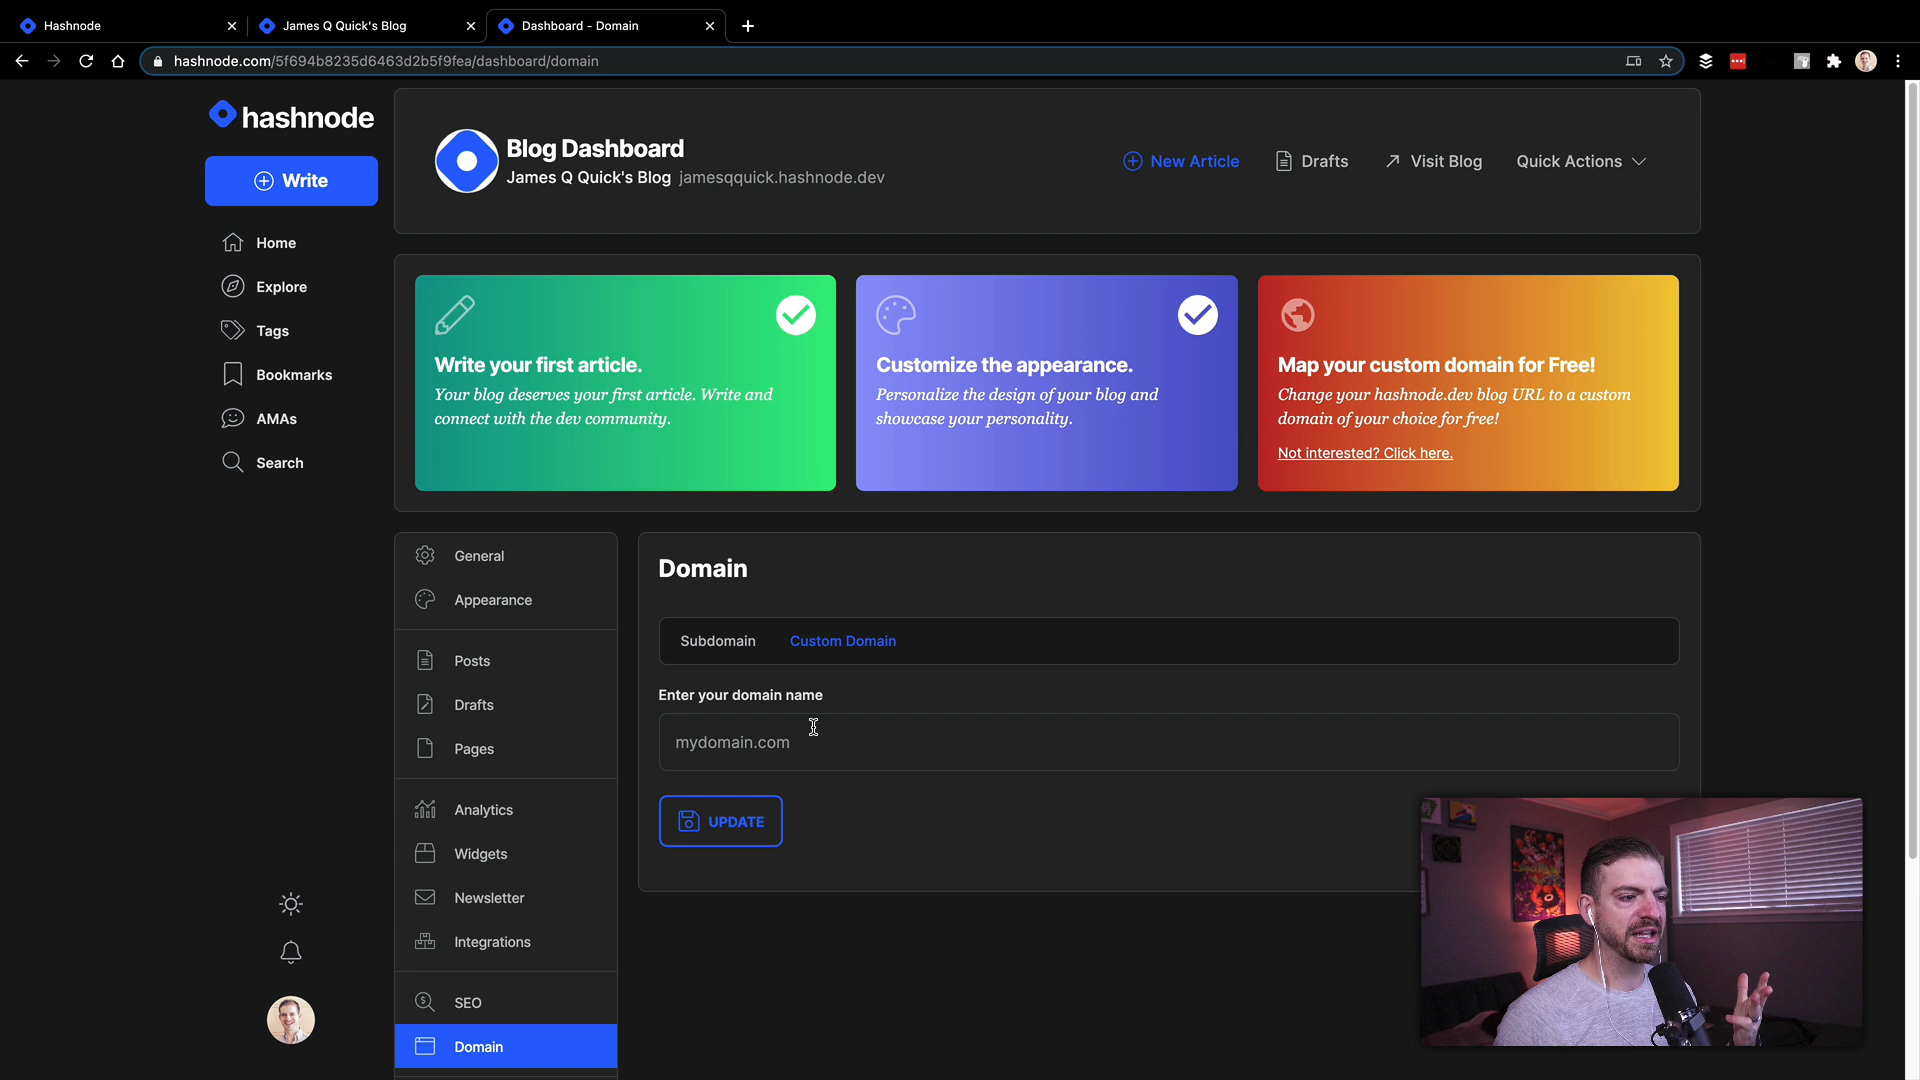 Hashnode
James Q Quick's Blog
Dashboard - Domain
hashnode.com/5f694b8235d6463d2b5f9fea/dashboard/domain
hashnode
Write
Home
Explore
Tags
Bookmarks
AMAs
Search
Blog Dashboard
James Q Quick's Blog jamesqquick.hashnode.dev
New Article
Drafts
Visit Blog
Quick Actions
Write your first article.
Your blog deserves your first article. Write and
connect with the dev community.
Customize the appearance.
Personalize the design of your blog and
showcase your personality.
Map your custom domain for Free!
Change your hashnode.dev blog URL to a custom
domain of your choice for free!
Not interested? Click here.
General
Appearance
Posts
Drafts
Pages
Analytics
Widgets
Newsletter
Integrations
SEO
Domain
Domain
Subdomain
Custom Domain
Enter your domain name
mydomain.com
UPDATE